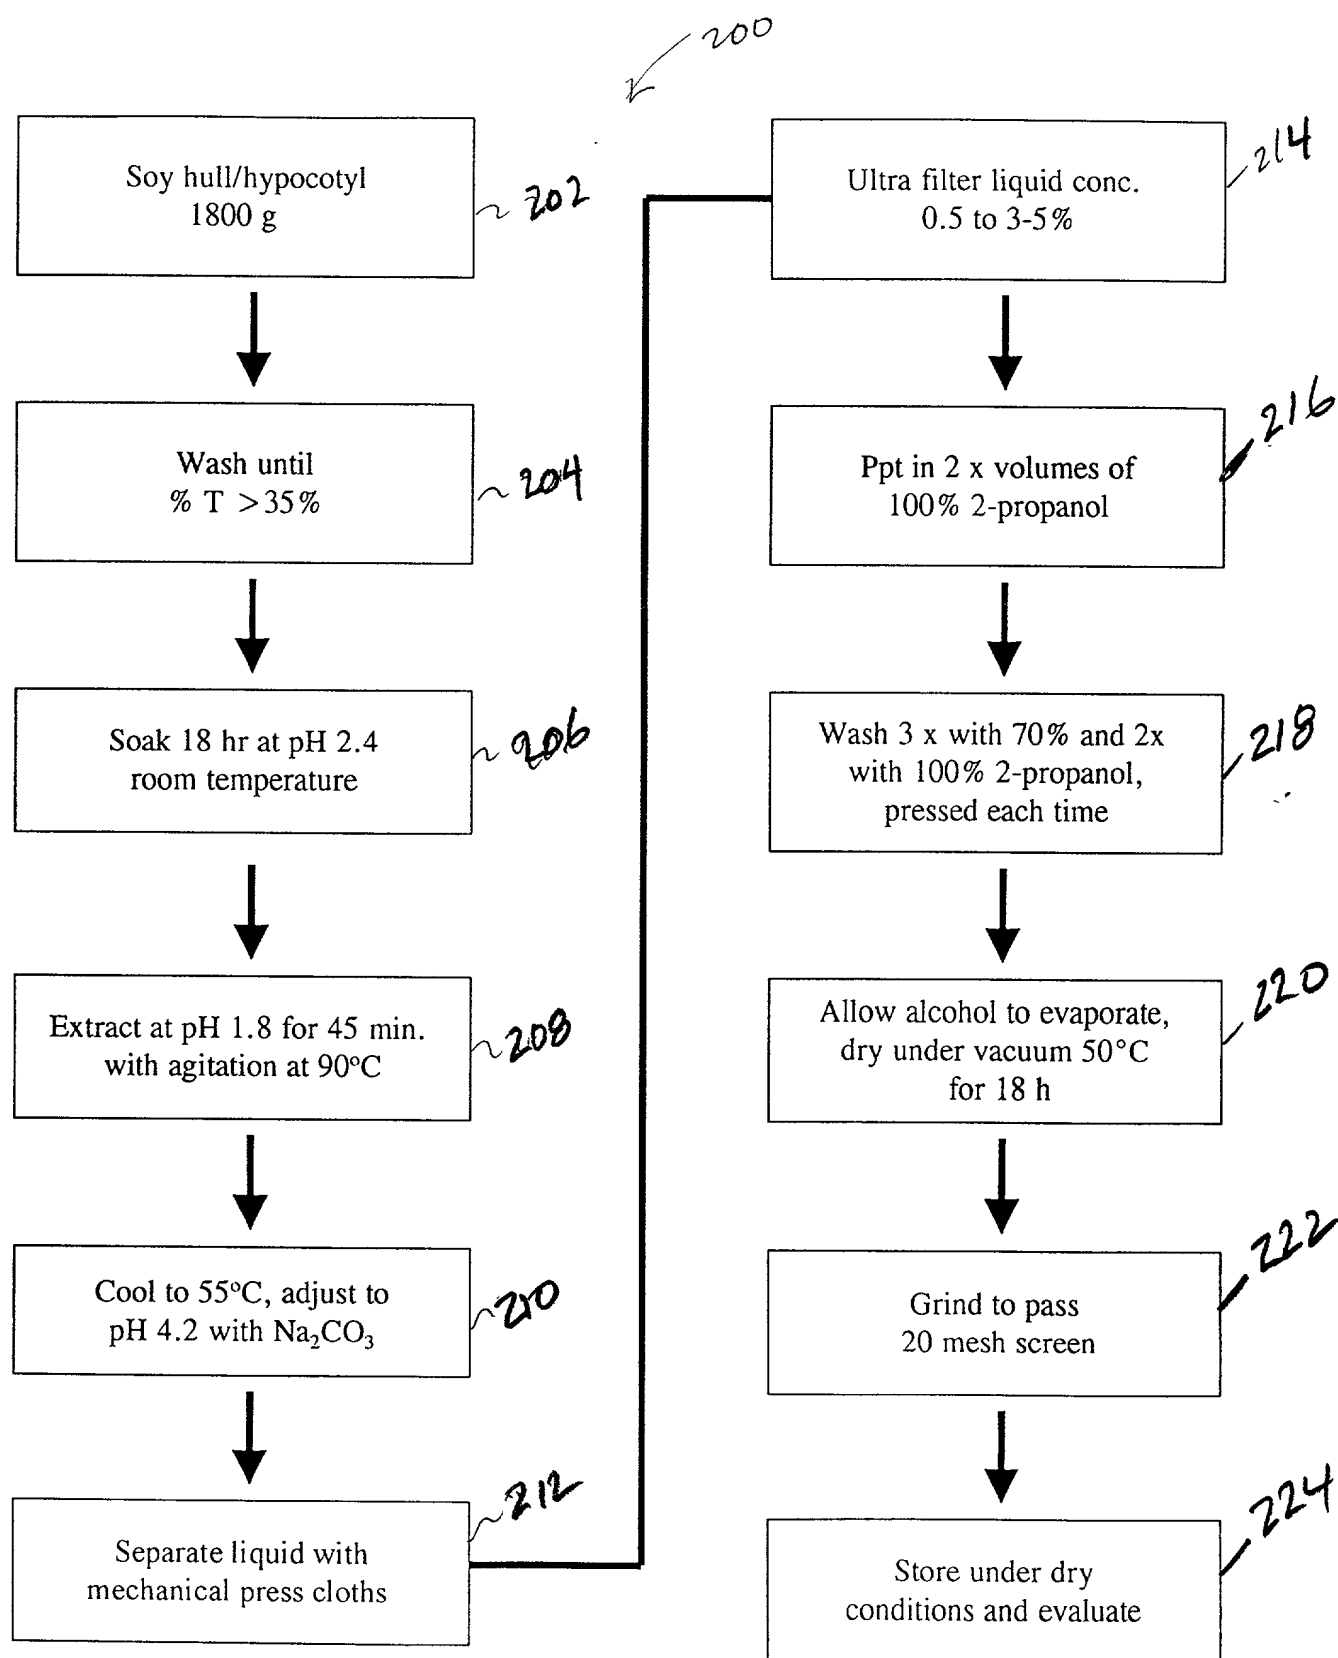 200
Soy hull/hypocotyl
1800 g
202
Wash until
% T >35%
204
Soak 18 hr at pH 2.4
room temperature
206
Extract at pH 1.8 for 45 min.
with agitation at 90°C
208
Cool to 55°C, adjust to
pH 4.2 with Na₂CO₃
210
Separate liquid with
mechanical press cloths
212
Ultra filter liquid conc.
0.5 to 3-5%
214
Ppt in 2 x volumes of
100% 2-propanol
216
Wash 3 x with 70% and 2x
with 100% 2-propanol,
pressed each time
218
Allow alcohol to evaporate,
dry under vacuum 50°C
for 18 h
220
Grind to pass
20 mesh screen
222
Store under dry
conditions and evaluate
224